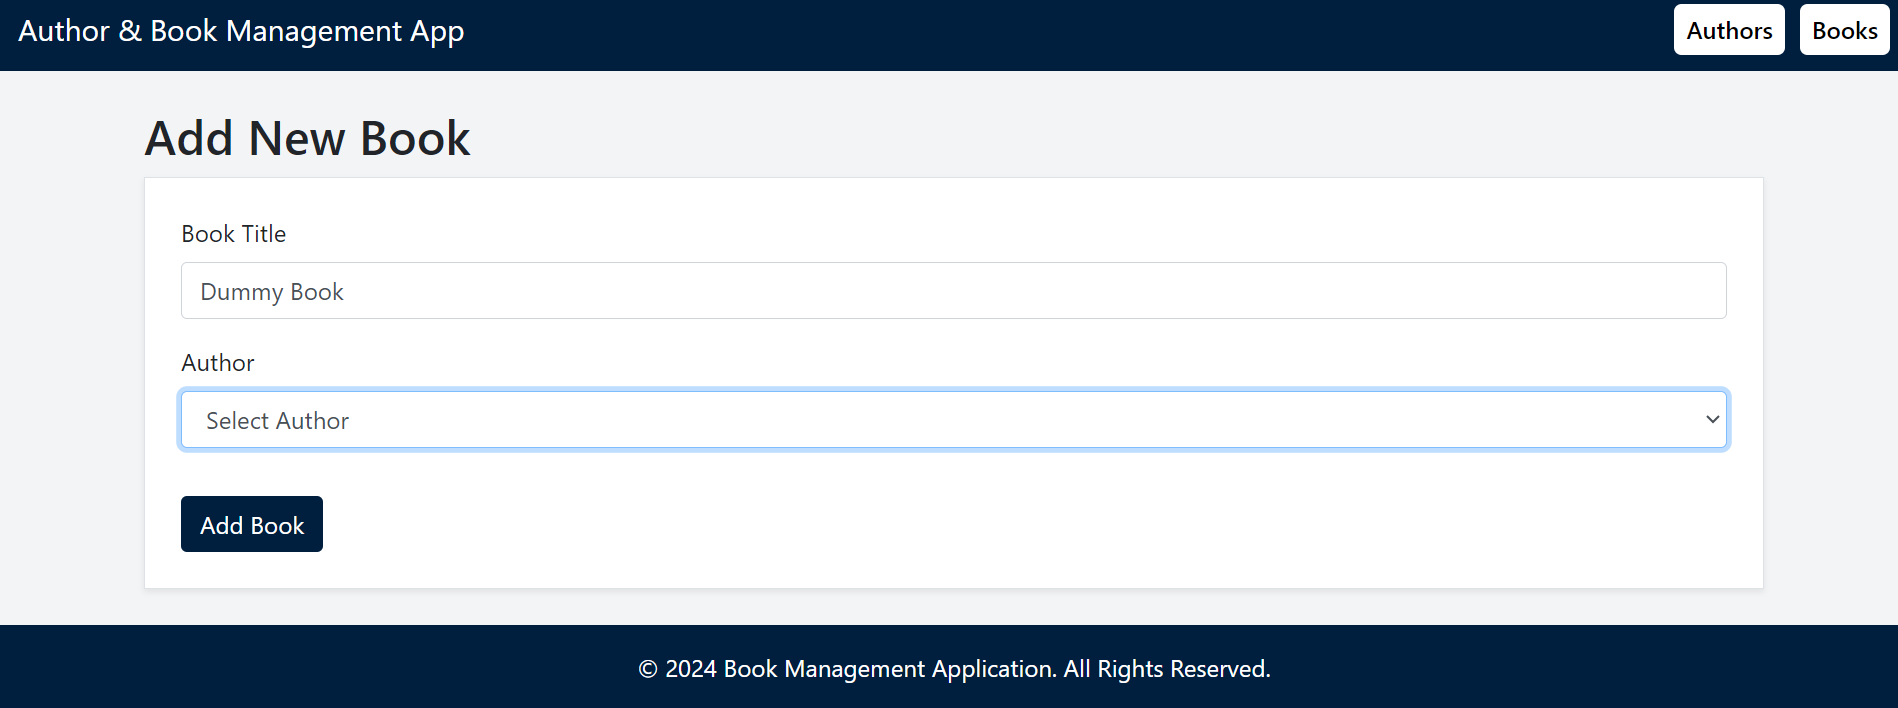 Author & Book Management App
Authors
Books
Add New Book
Book Title
Dummy Book
Author
Select Author
Add Book
© 2024 Book Management Application. All Rights Reserved.